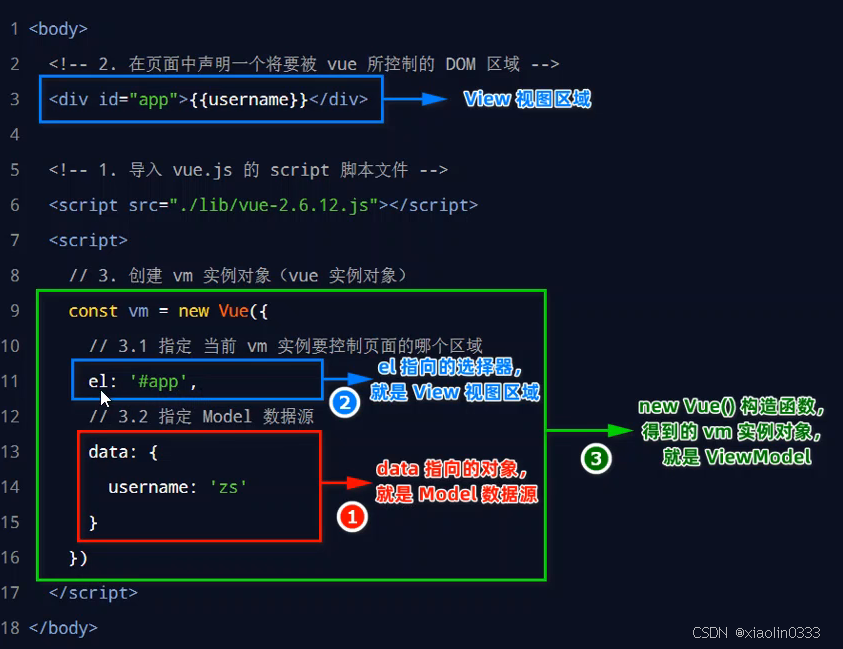 1 <body>
2 <!-- 2. 在页面中声明一个将要被 vue 所控制的 DOM 区域 -->
3 <div id="app">{{username}}</div>
View 视图区域
4
5 <!-- 1. 导入 vue.js 的 script 脚本文件 -->
6 <script src="./lib/vue-2.6.12.js"></script>
7 <script>
8 // 3. 创建 vm 实例对象（vue 实例对象）
9 const vm = new Vue({
10 // 3.1 指定 当前 vm 实例要控制页面的哪个区域
11 el: '#app',
2
el 指向的选择器，
就是 View 视图区域
12 // 3.2 指定 Model 数据源
13 data: {
14 username: 'zs'
15 }
1
data 指向的对象，
就是 Model 数据源
16 })
3
new Vue() 构造函数，
得到的 vm 实例对象，
就是 ViewModel
17 </script>
18 </body>
CSDN @xiaolin0333